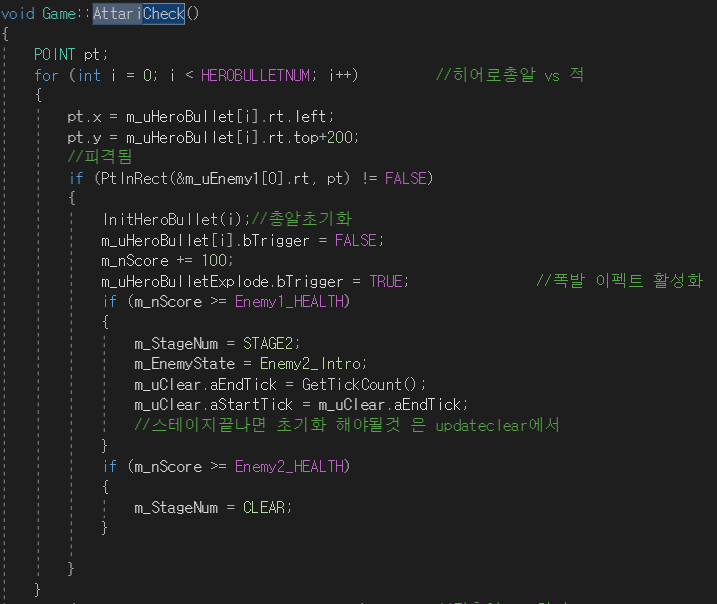 void Game::AttariCheck()
{
POINT pt;
for (int i = 0; i < HEROBULLETNUM; i++) //히어로총알 vs 적
{
pt.x = m_uHeroBullet[i].rt.left;
pt.y = m_uHeroBullet[i].rt.top+200;
//피격됨
if (PtInRect(&m_uEnemy1[0].rt, pt) != FALSE)
{
InitHeroBullet(i);//총알초기화
m_uHeroBullet[i].bTrigger = FALSE;
m_nScore += 100;
m_uHeroBulletExplode.bTrigger = TRUE; //폭발 이펙트 활성화
if (m_nScore >= Enemy1_HEALTH)
{
m_StageNum = STAGE2;
m_EnemyState = Enemy2_Intro;
m_uClear.aEndTick = GetTickCount();
m_uClear.aStartTick = m_uClear.aEndTick;
//스테이지끝나면 초기화 해야될것 은 updateclear에서
}
if (m_nScore >= Enemy2_HEALTH)
{
m_StageNum = CLEAR;
}
}
}